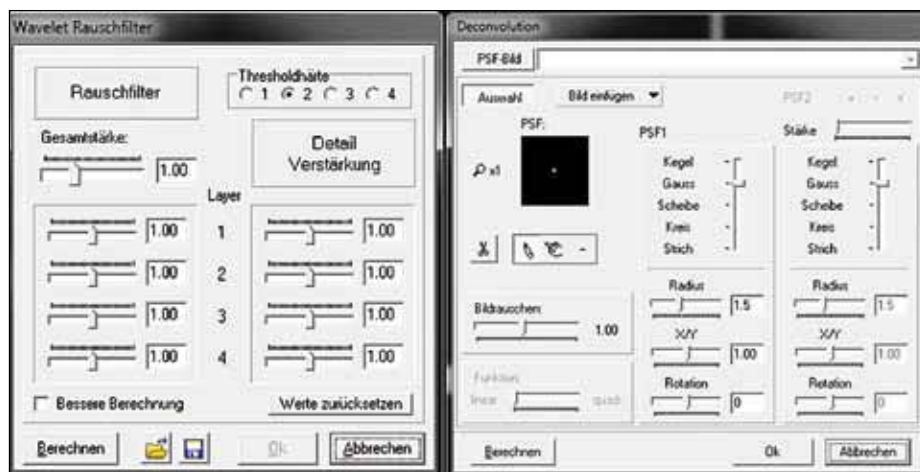 Wavelet Rauschfilter
Rauschfilter
Thresholdhärte
1 2 3 4
Gesamtstärke:
1.00
Detail
Verstärkung
Layer
1.00 1 1.00
1.00 2 1.00
1.00 3 1.00
1.00 4 1.00
Bessere Berechnung
Werte zurücksetzen
Berechnen
Ok
Abbrechen
Deconvolution
PSF-Bild
Auswahl
Bild einfügen
PSF2
PSF:
PSF1
Stärke
x1
Kegel
Gauss
Scheibe
Kreis
Strich
Kegel
Gauss
Scheibe
Kreis
Strich
Bildrauschen:
1.00
Radius
1.5
X/Y
1.00
Rotation
0
Radius
1.5
X/Y
1.00
Rotation
0
Funktion:
linear
quadr
Berechnen
Ok
Abbrechen